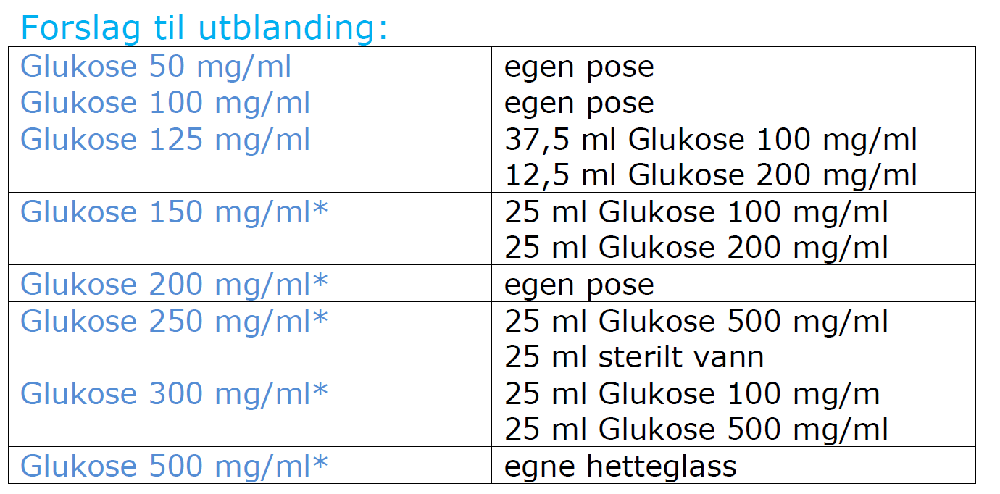 Forslag til utblanding:
Glukose 50 mg/ml egen pose
Glukose 100 mg/ml egen pose
Glukose 125 mg/ml 37,5 ml Glukose 100 mg/ml
12,5 ml Glukose 200 mg/ml
Glukose 150 mg/ml* 25 ml Glukose 100 mg/ml
25 ml Glukose 200 mg/ml
Glukose 200 mg/ml* egen pose
Glukose 250 mg/ml* 25 ml Glukose 500 mg/ml
25 ml sterilt vann
Glukose 300 mg/ml* 25 ml Glukose 100 mg/m
25 ml Glukose 500 mg/ml
Glukose 500 mg/ml* egne hetteglass